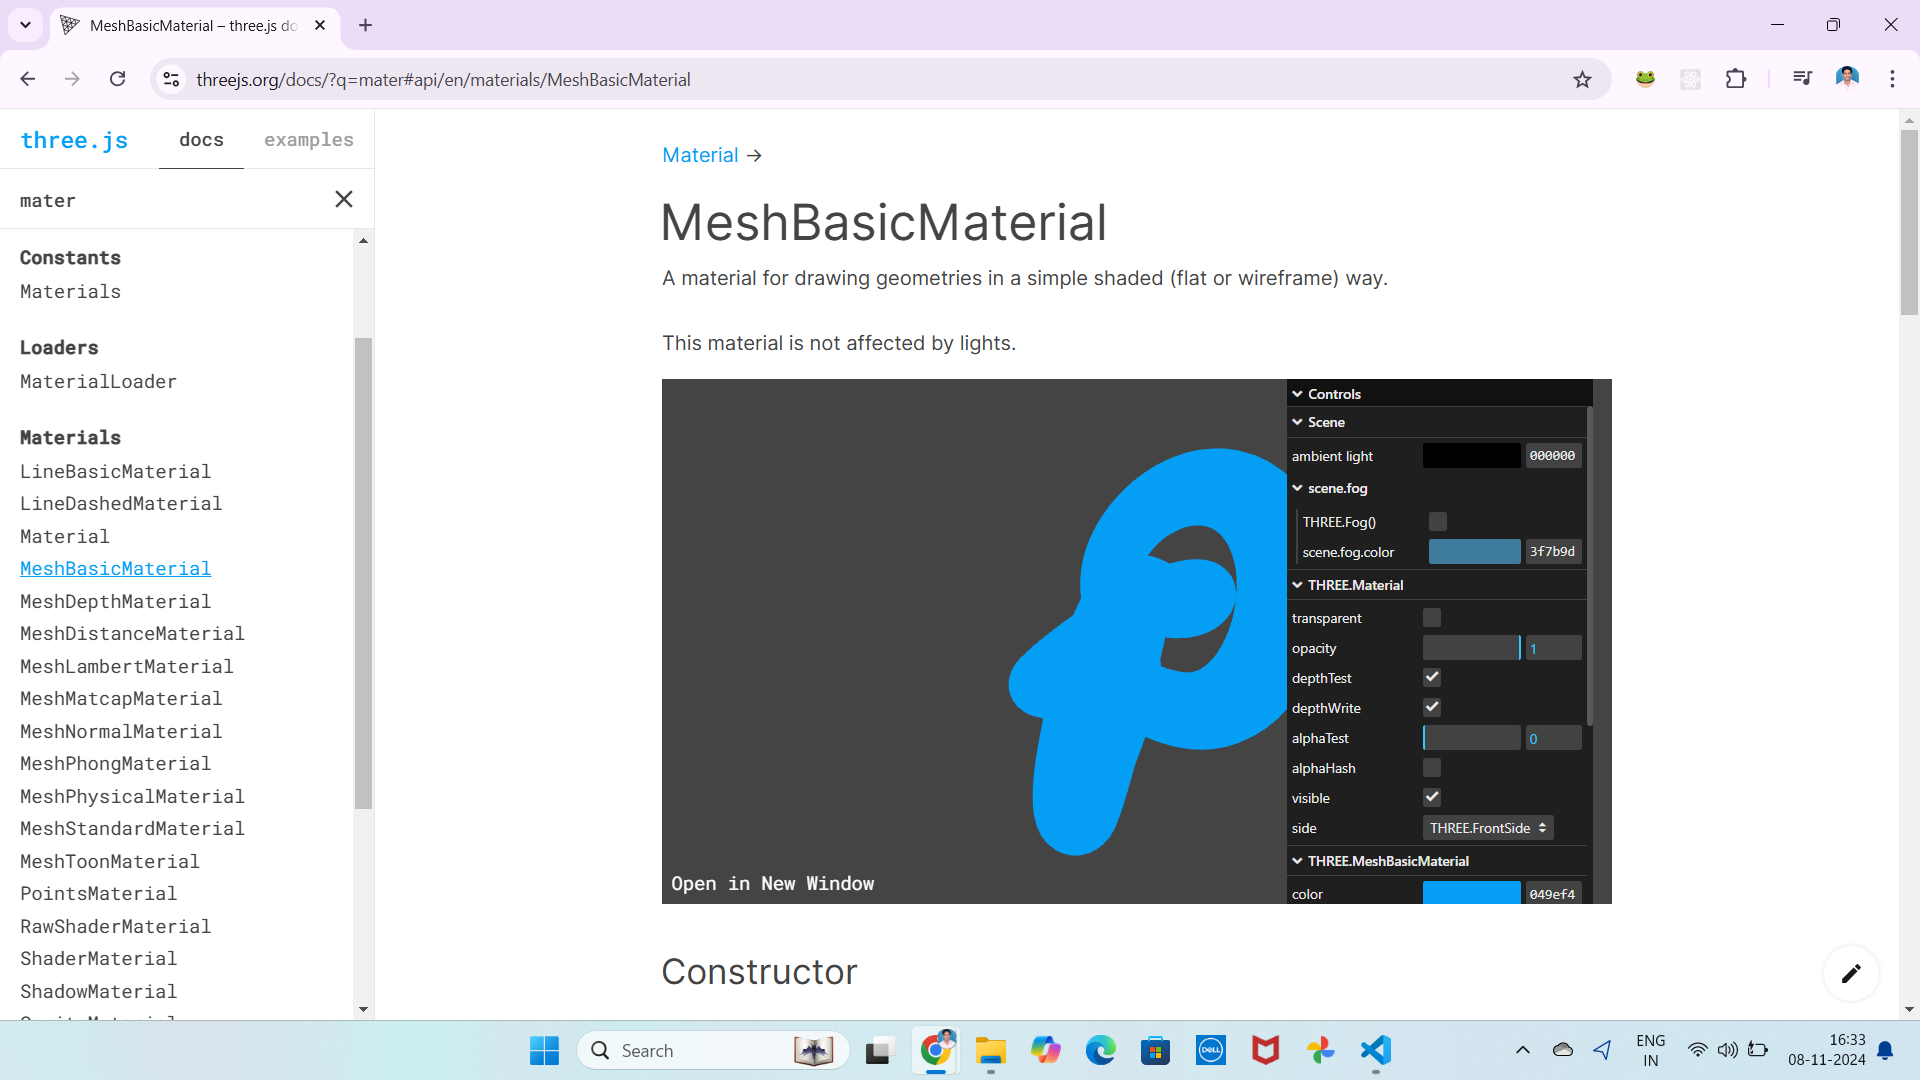 MeshBasicMaterial – three.js do
threejs.org/docs/?q=mater#api/en/materials/MeshBasicMaterial
three.js docs examples
mater
Constants
Materials
Loaders
MaterialLoader
Materials
LineBasicMaterial
LineDashedMaterial
Material
MeshBasicMaterial
MeshDepthMaterial
MeshDistanceMaterial
MeshLambertMaterial
MeshMatcapMaterial
MeshNormalMaterial
MeshPhongMaterial
MeshPhysicalMaterial
MeshStandardMaterial
MeshToonMaterial
PointsMaterial
RawShaderMaterial
ShaderMaterial
ShadowMaterial
Material →
MeshBasicMaterial
A material for drawing geometries in a simple shaded (flat or wireframe) way.
This material is not affected by lights.
Controls
Scene
ambient light 000000
scene.fog
THREE.Fog()
scene.fog.color 3f7b9d
THREE.Material
transparent
opacity 1
depthTest
depthWrite
alphaTest 0
alphaHash
visible
side THREE.FrontSide
THREE.MeshBasicMaterial
color 049ef4
Open in New Window
Constructor
Search
DELL
ENG
IN
16:33
08-11-2024